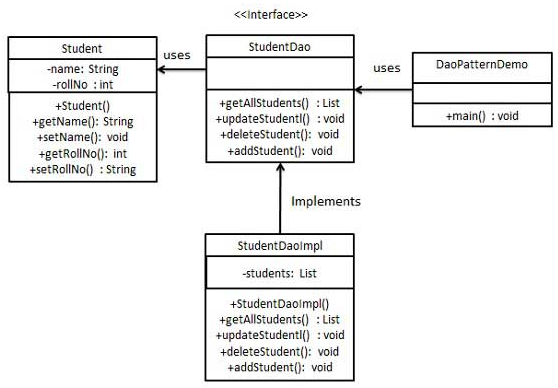 <<Interface>>
Student
-name: String
-rollNo : int
+Student()
+getName(): String
+setName(): void
+getRollNo(): int
+setRollNo() : String
uses
StudentDao
+getAllStudents() : List
+updateStudentl() : void
+deleteStudent(): void
+addStudent(): void
uses
DaoPatternDemo
+main() : void
Implements
StudentDaoImpl
-students: List
+StudentDaoImpl()
+getAllStudents() : List
+updateStudentl() : void
+deleteStudent(): void
+addStudent(): void